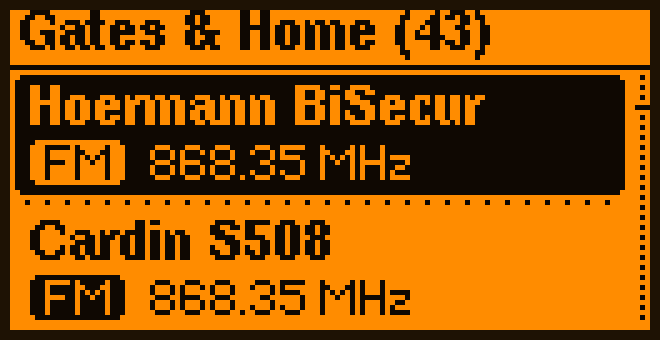 Gates & Home (43)
Hoermann BiSecur
FM 868.35 MHz
Cardin S508
FM 868.35 MHz